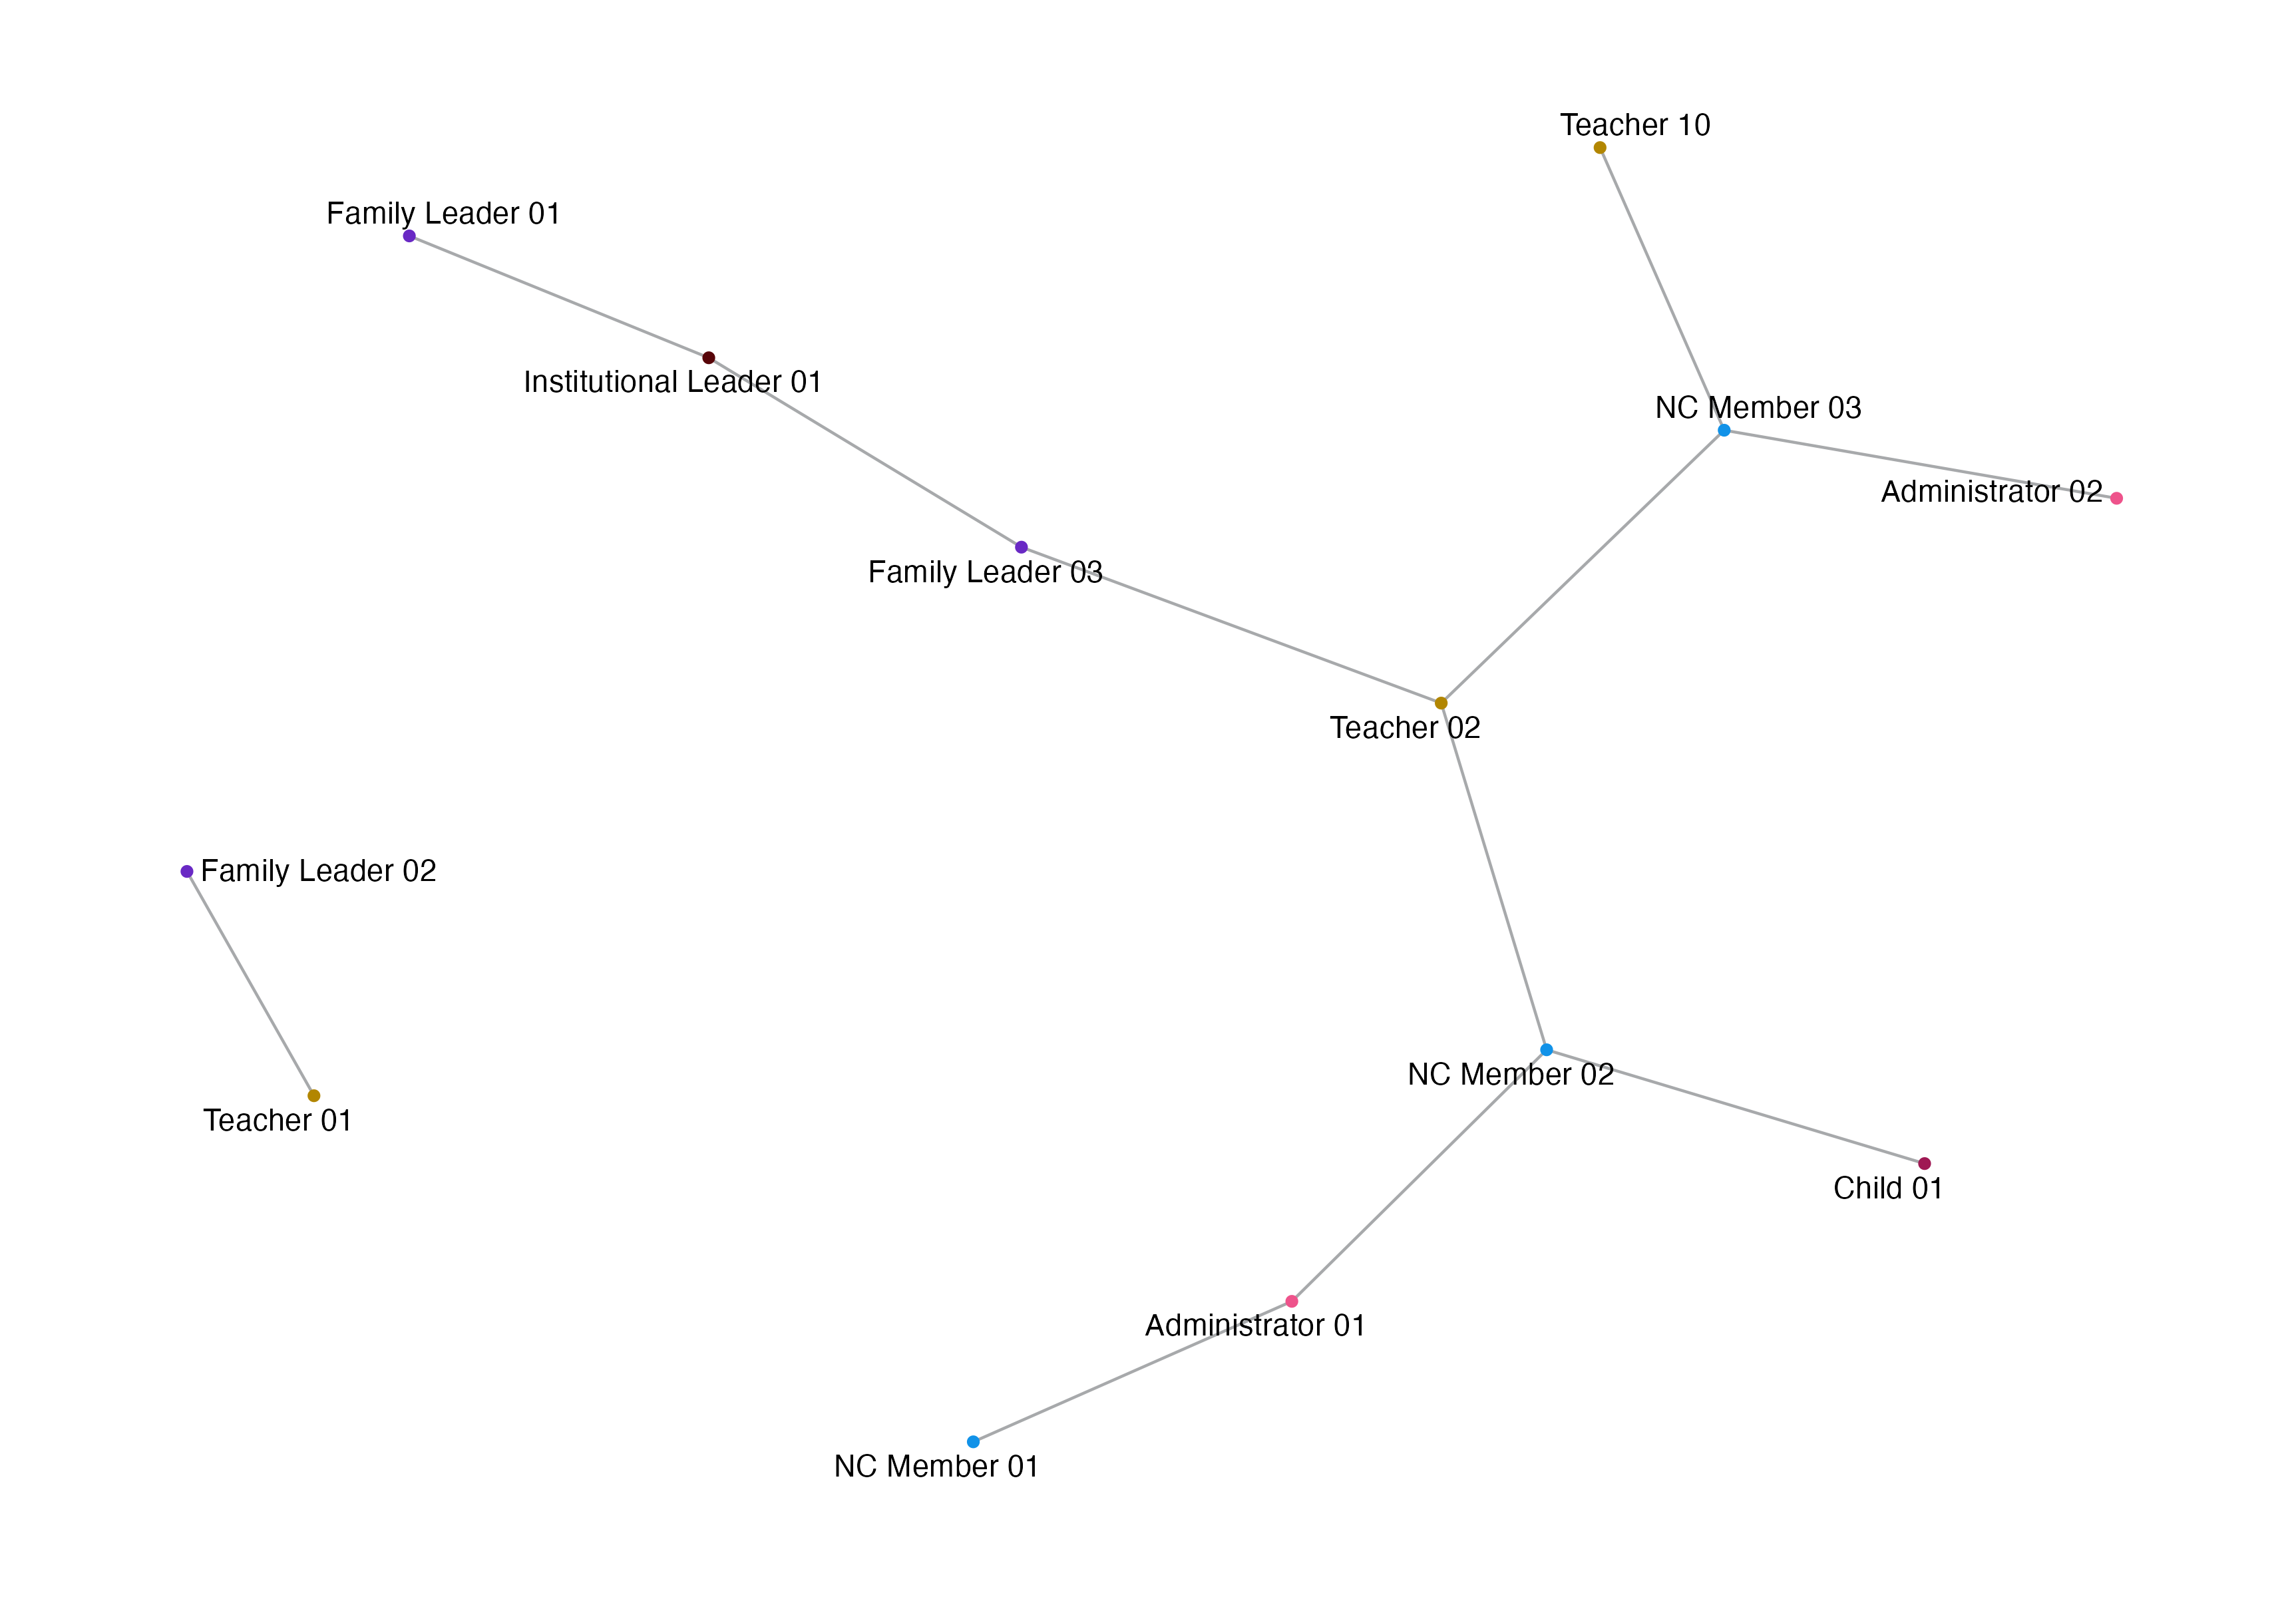 Teacher 10
Family Leader 01
Institutional Leader 01
NC Member 03
Administrator 02
Family Leader 03
Teacher 02
Family Leader 02
NC Member 02
Teacher 01
Child 01
Administrator 01
NC Member 01